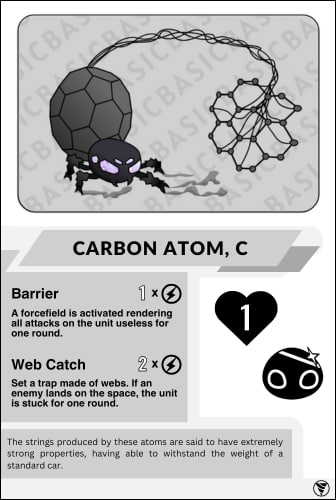 BASICBASICBASICBASIC
CARBON ATOM, C
Barrier 1 x
A forcefield is activated rendering
all attacks on the unit useless for
one round.
1
Web Catch 2 x
Set a trap made of webs. If an
enemy lands on the space, the unit
is stuck for one round.
The strings produced by these atoms are said to have extremely
strong properties, having able to withstand the weight of a
standard car.